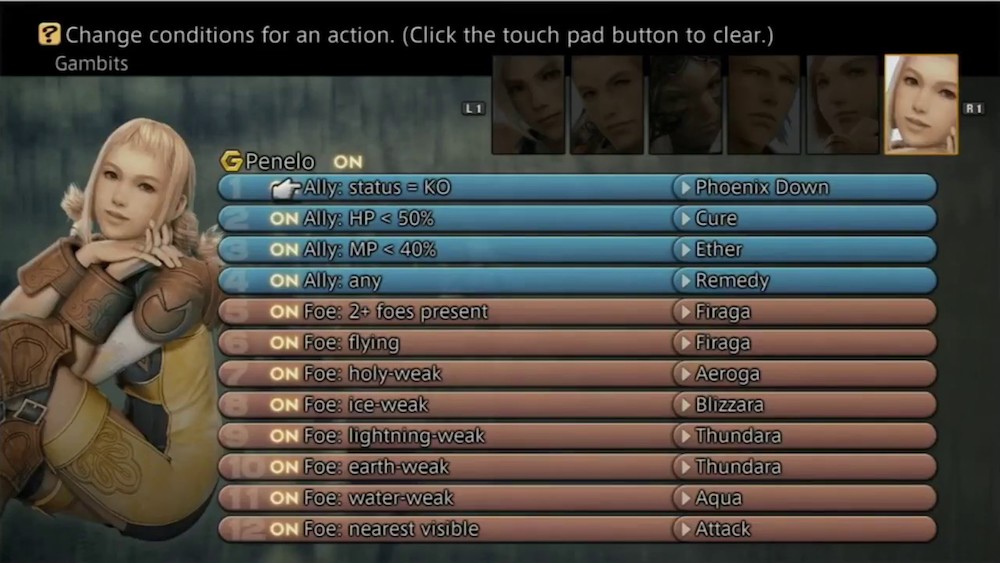 ? Change conditions for an action. (Click the touch pad button to clear.)
Gambits
L1 R1
G Penelo ON
1 Ally: status = KO Phoenix Down
2 ON Ally: HP < 50% Cure
3 ON Ally: MP < 40% Ether
4 ON Ally: any Remedy
5 ON Foe: 2+ foes present Firaga
6 ON Foe: flying Firaga
7 ON Foe: holy-weak Aeroga
8 ON Foe: ice-weak Blizzara
9 ON Foe: lightning-weak Thundara
10 ON Foe: earth-weak Thundara
11 ON Foe: water-weak Aqua
12 ON Foe: nearest visible Attack